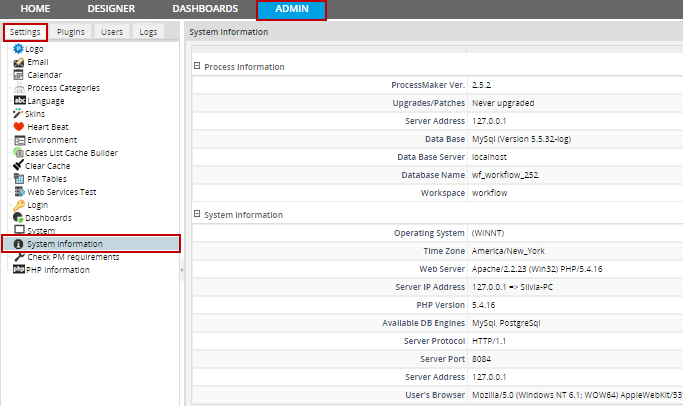 HOME DESIGNER DASHBOARDS ADMIN
Settings Plugins Users Logs
System Information
Logo
Email
Calendar
Process Categories
abc Language
Skins
Heart Beat
Environment
Cases List Cache Builder
Clear Cache
PM Tables
Web Services Test
Login
Dashboards
System
System Information
Check PM requirements
php PHP Information
Process Information
ProcessMaker Ver. 2.5.2
Upgrades/Patches Never upgraded
Server Address 127.0.0.1
Data Base MySql (Version 5.5.32-log)
Data Base Server localhost
Database Name wf_workflow_252
Workspace workflow
System Information
Operating System (WINNT)
Time Zone America/New_York
Web Server Apache/2.2.23 (Win32) PHP/5.4.16
Server IP Address 127.0.0.1 => Silvia-PC
PHP Version 5.4.16
Available DB Engines MySql, PostgreSql
Server Protocol HTTP/1.1
Server Port 8084
Server Address 127.0.0.1
User's Browser Mozilla/5.0 (Windows NT 6.1; WOW64) AppleWebKit/53